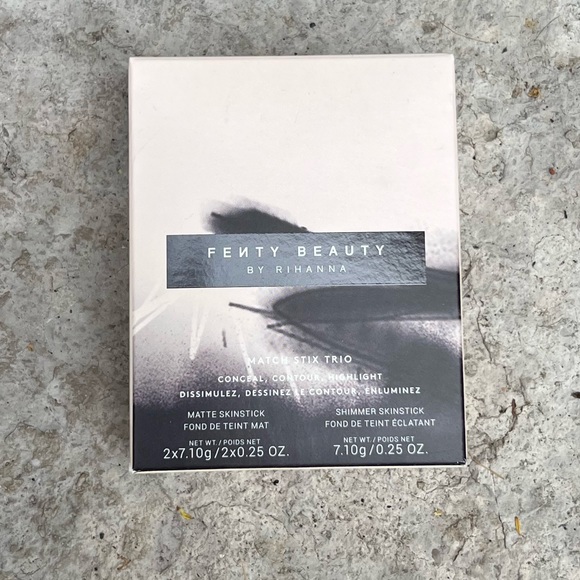 FEИTY BEAUTY
BY RIHANNA
MATCH STIX TRIO
CONCEAL, CONTOUR, HIGHLIGHT
DISSIMULEZ, DESSINEZ LE CONTOUR, ENLUMINEZ
MATTE SKINSTICK
FOND DE TEINT MAT
NET WT. / POIDS NET
2x7.10g / 2x0.25 OZ.
SHIMMER SKINSTICK
FOND DE TEINT ÉCLATANT
NET WT. / POIDS NET
7.10g / 0.25 OZ.